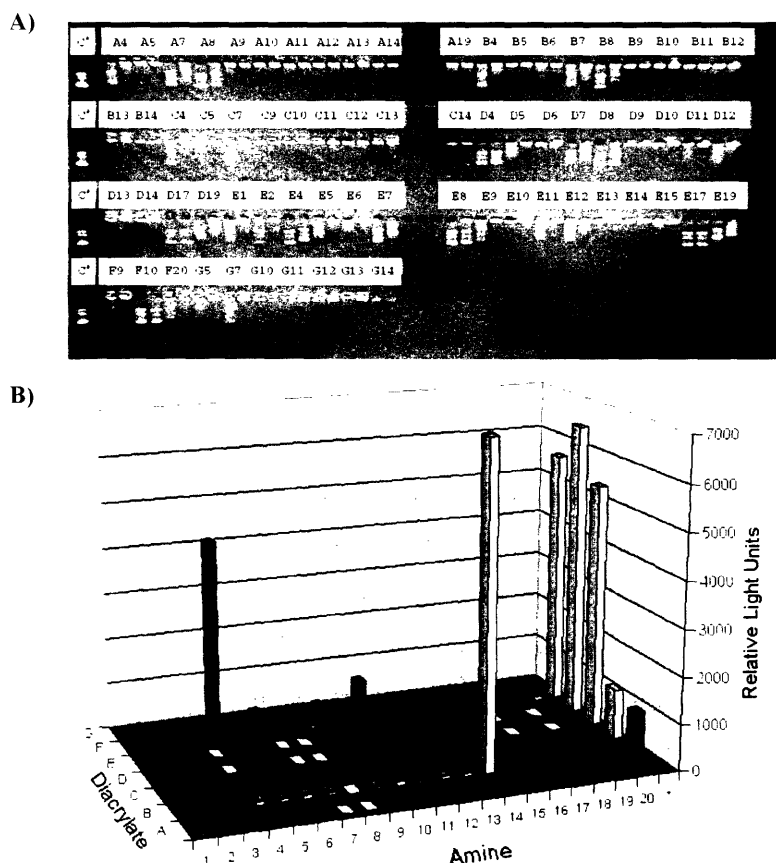 A)
C* A4 A5 A7 A8 A9 A10 A11 A12 A13 A14
A19 B4 B5 B6 B7 B8 B9 B10 B11 B12
C* B13 B14 C4 C5 C7 C9 C10 C11 C12 C13
C14 D4 D5 D6 D7 D8 D9 D10 D11 D12
C* D13 D14 D17 D19 E1 E2 E4 E5 E6 E7
E8 E9 E10 E11 E12 E13 E14 E15 E17 E19
C* F9 F10 F20 G5 G7 G10 G11 G12 G13 G14
B)
7000
6000
5000
4000
3000
2000
1000
0
Relative Light Units
G
F
E
D
C
B
A
Diacrylate
1 2 3 4 5 6 7 8 9 10 11 12 13 14 15 16 17 18 19 20 *
Amine